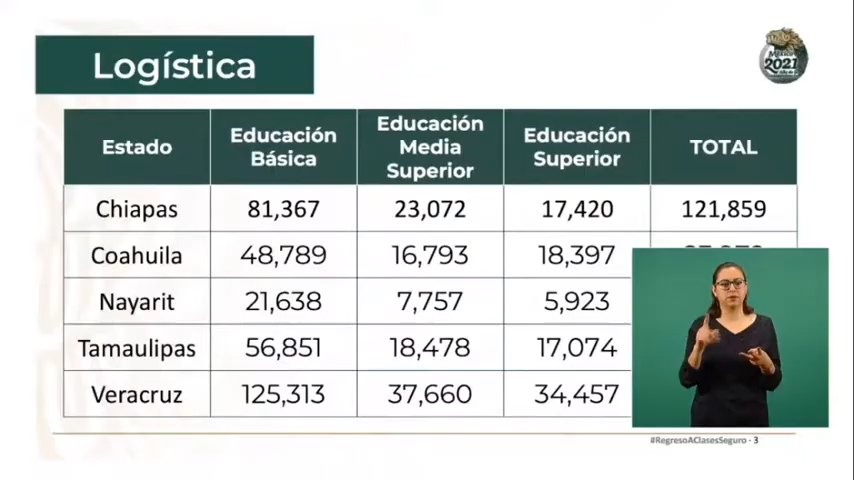 Logística
México
2021
Estado
Educación
Básica
Educación
Media
Superior
Educación
Superior
TOTAL
Chiapas 81,367 23,072 17,420 121,859
Coahuila 48,789 16,793 18,397
Nayarit 21,638 7,757 5,923
Tamaulipas 56,851 18,478 17,074
Veracruz 125,313 37,660 34,457
#RegresoAClasesSeguro - 3